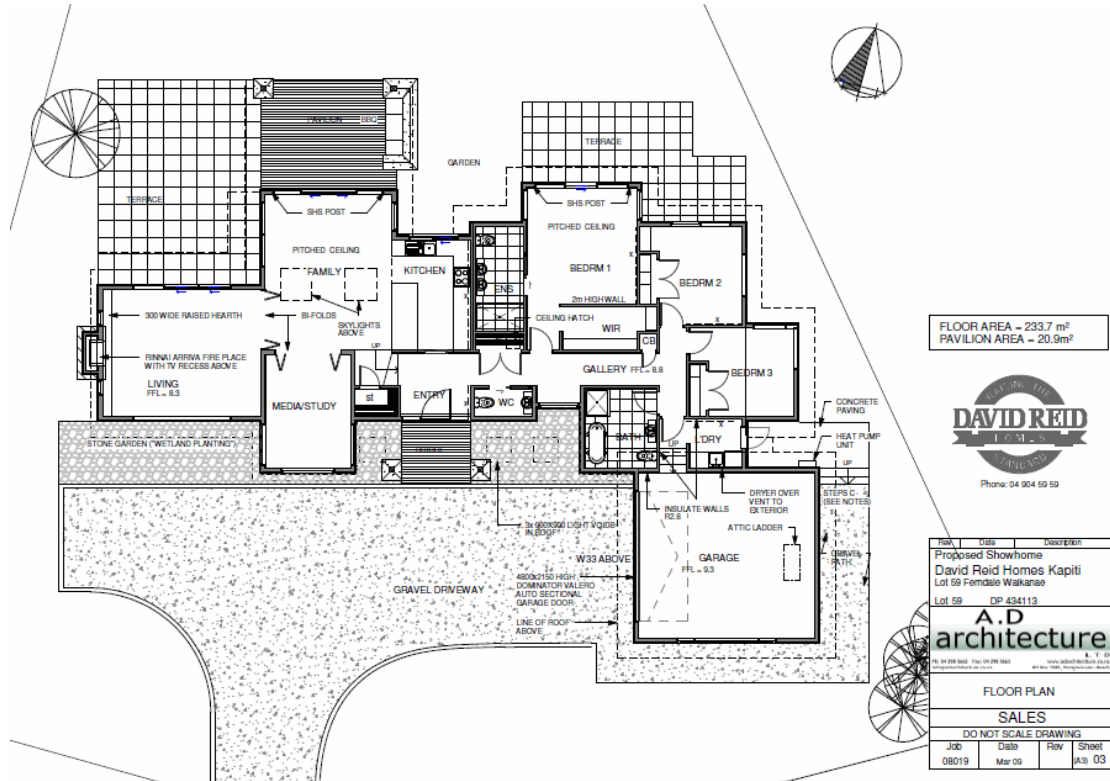 PAVILION
BBQ
TERRACE
GARDEN
TERRACE
SHS POST
SHS POST
PITCHED CEILING
PITCHED CEILING
FAMILY
KITCHEN
BEDRM 1
BEDRM 2
ENS
2m HIGH WALL
300 WIDE RAISED HEARTH
BI-FOLDS
SKYLIGHTS
ABOVE
CEILING HATCH
WIR
CB
UP
RINNAI ARRIVA FIRE PLACE
WITH TV RECESS ABOVE
GALLERY
FFL = 8.8
BEDRM 3
LIVING
FFL = 8.3
MEDIA/STUDY
st
ENTRY
WC
CONCRETE
PAVING
BATH
UP
L'DRY
HEAT PUMP
UNIT
STONE GARDEN ("WETLAND PLANTING")
UP
DRYER OVER
VENT TO
EXTERIOR
STEPS
(SEE NOTES)
INSULATE WALLS
R2.8
ATTIC LADDER
3x 900X900 LIGHT VOIDS
IN ROOF
W33 ABOVE
GARAGE
FFL = 9.3
GRAVEL
PATH
4800x2150 HIGH
DOMINATOR VALERO
AUTO SECTIONAL
GARAGE DOOR
GRAVEL DRIVEWAY
LINE OF ROOF
ABOVE
FLOOR AREA = 233.7 m²
PAVILION AREA = 20.9m²
RAISING THE
DAVID REID
HOMES
STANDARD
Phone: 04 904 59 59
Rev Date Description
Proposed Showhome
David Reid Homes Kapiti
Lot 59 Ferndale Waikanae
Lot 59 DP 434113
A.D
architecture
LTD
FLOOR PLAN
SALES
DO NOT SCALE DRAWING
Job Date Rev Sheet
08019 Mar 09 (A3) 03